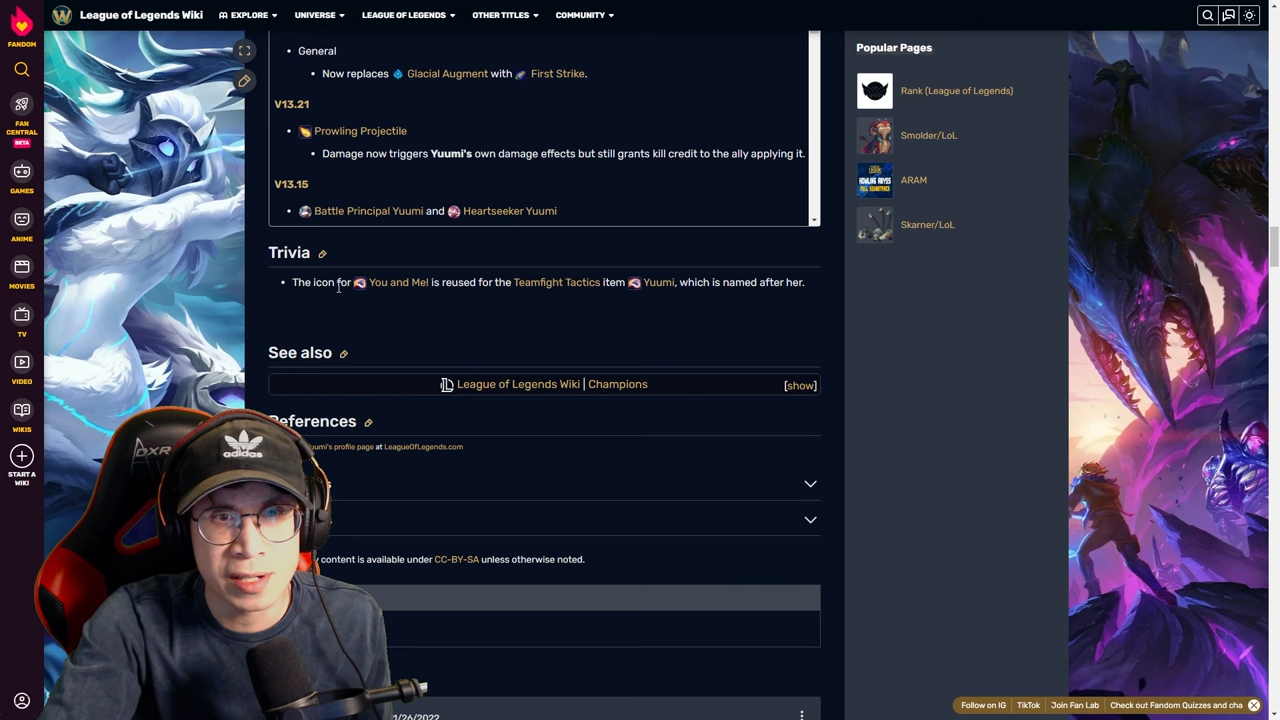 League of Legends Wiki
EXPLORE
UNIVERSE
LEAGUE OF LEGENDS
OTHER TITLES
COMMUNITY
FANDOM
FAN CENTRAL
BETA
GAMES
ANIME
MOVIES
TV
VIDEO
WIKIS
START A WIKI
General
Now replaces Glacial Augment with First Strike.
V13.21
Prowling Projectile
Damage now triggers Yuumi's own damage effects but still grants kill credit to the ally applying it.
V13.15
Battle Principal Yuumi and Heartseeker Yuumi
Trivia
The icon for You and Me! is reused for the Teamfight Tactics item Yuumi, which is named after her.
See also
League of Legends Wiki | Champions
[show]
References
profile page at LeagueOfLegends.com
content is available under CC-BY-SA unless otherwise noted.
1/26/2022
Popular Pages
Rank (League of Legends)
Smolder/LoL
ARAM
Skarner/LoL
adidas
DXR
Follow on IG
TikTok
Join Fan Lab
Check out Fandom Quizzes and cha